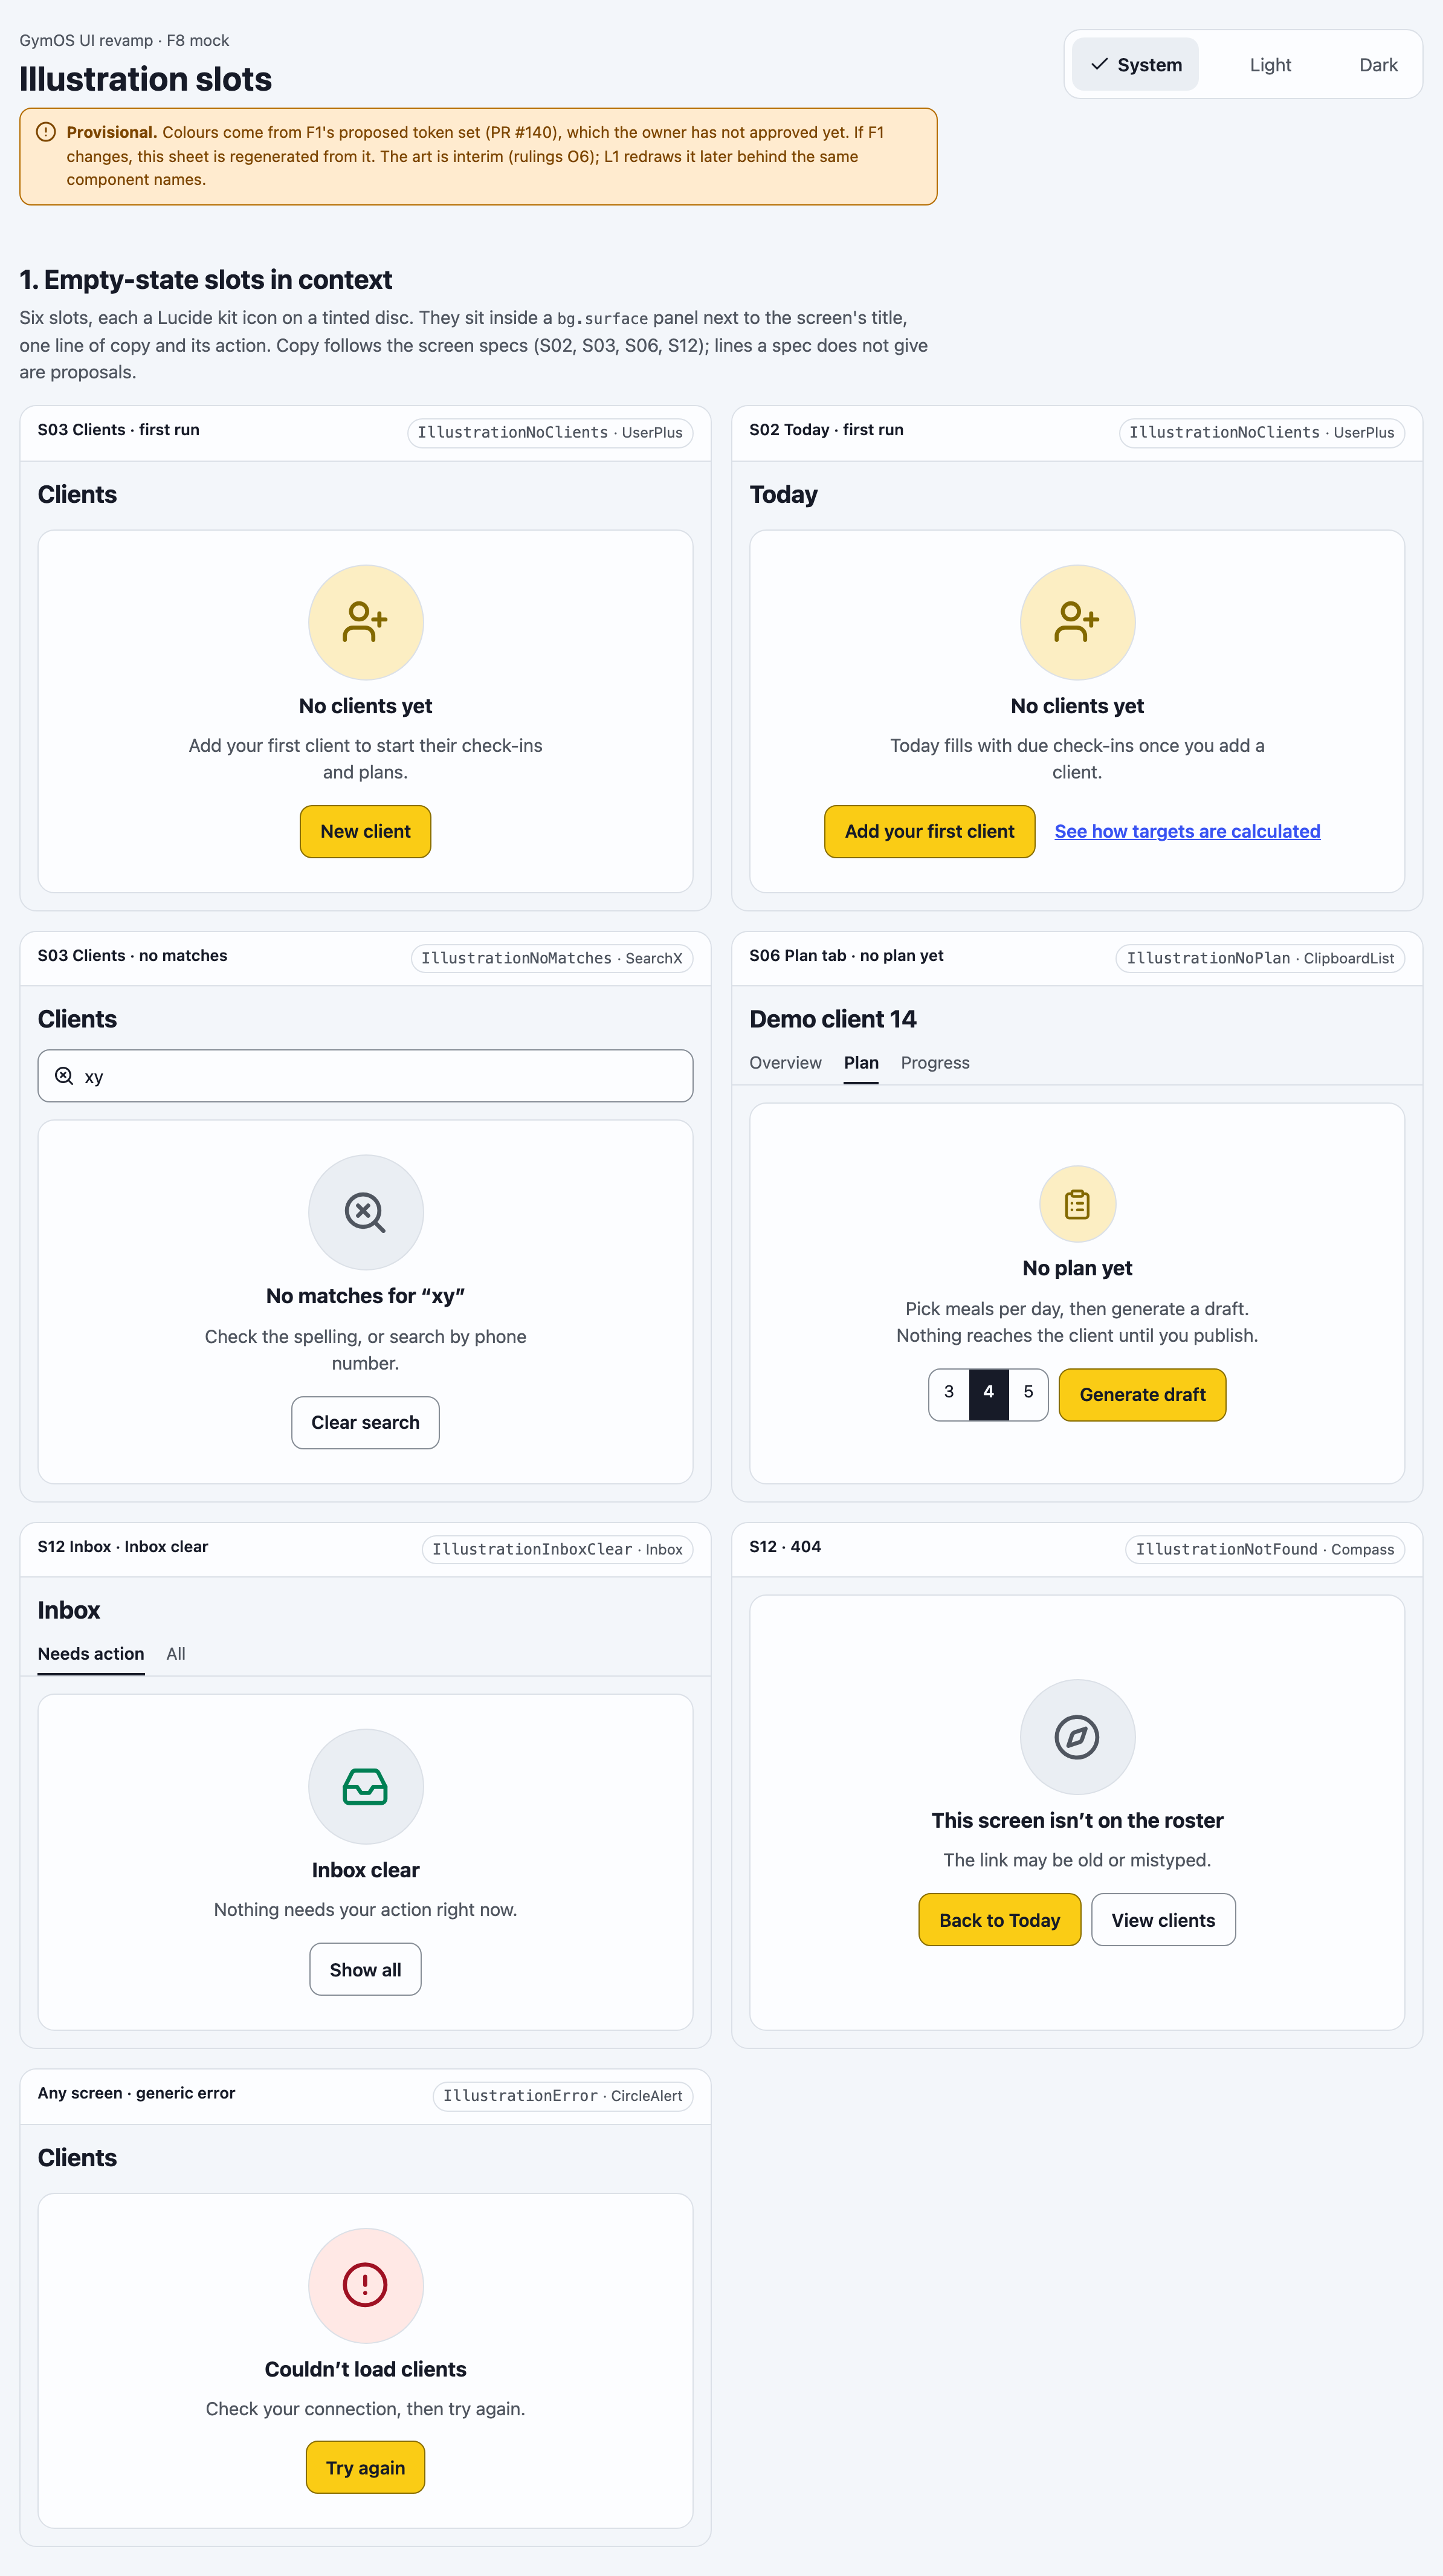 GymOS UI revamp · F8 mock
Illustration slots
System
Light
Dark
Provisional. Colours come from F1's proposed token set (PR #140), which the owner has not approved yet. If F1
changes, this sheet is regenerated from it. The art is interim (rulings O6); L1 redraws it later behind the same
component names.
1. Empty-state slots in context
Six slots, each a Lucide kit icon on a tinted disc. They sit inside a bg.surface panel next to the screen's title,
one line of copy and its action. Copy follows the screen specs (S02, S03, S06, S12); lines a spec does not give
are proposals.
S03 Clients · first run
IllustrationNoClients · UserPlus
Clients
No clients yet
Add your first client to start their check-ins
and plans.
New client
S02 Today · first run
IllustrationNoClients · UserPlus
Today
No clients yet
Today fills with due check-ins once you add a
client.
Add your first client
See how targets are calculated
S03 Clients · no matches
IllustrationNoMatches · SearchX
Clients
xy
No matches for “xy”
Check the spelling, or search by phone
number.
Clear search
S06 Plan tab · no plan yet
IllustrationNoPlan · ClipboardList
Demo client 14
Overview
Plan
Progress
No plan yet
Pick meals per day, then generate a draft.
Nothing reaches the client until you publish.
3
4
5
Generate draft
S12 Inbox · Inbox clear
IllustrationInboxClear · Inbox
Inbox
Needs action
All
Inbox clear
Nothing needs your action right now.
Show all
S12 · 404
IllustrationNotFound · Compass
This screen isn’t on the roster
The link may be old or mistyped.
Back to Today
View clients
Any screen · generic error
IllustrationError · CircleAlert
Clients
Couldn’t load clients
Check your connection, then try again.
Try again